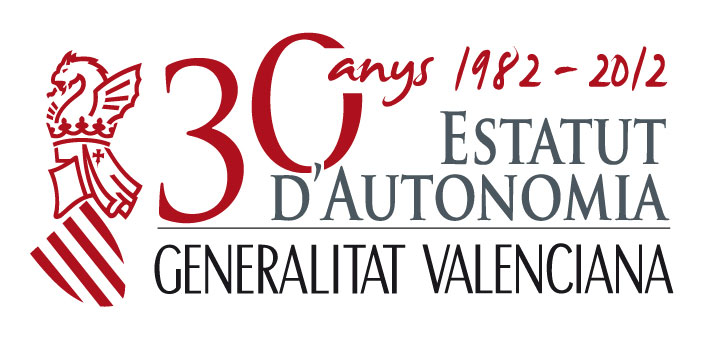 30 anys 1982 - 2012
ESTATUT
D'AUTONOMIA
GENERALITAT VALENCIANA